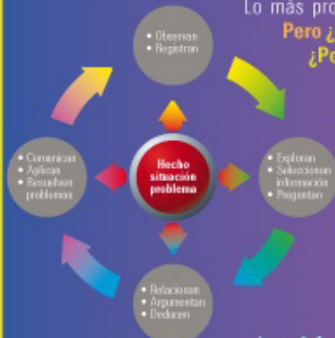 Lo más pro
Pero ¿
¿Po
• Observan
• Registran
• Exploran
• Seleccionan
información
• Preguntan
Hecho
situación
problema
• Comunican
• Aplican
• Resuelven
problemas
• Relacionan
• Argumentan
• Deducen